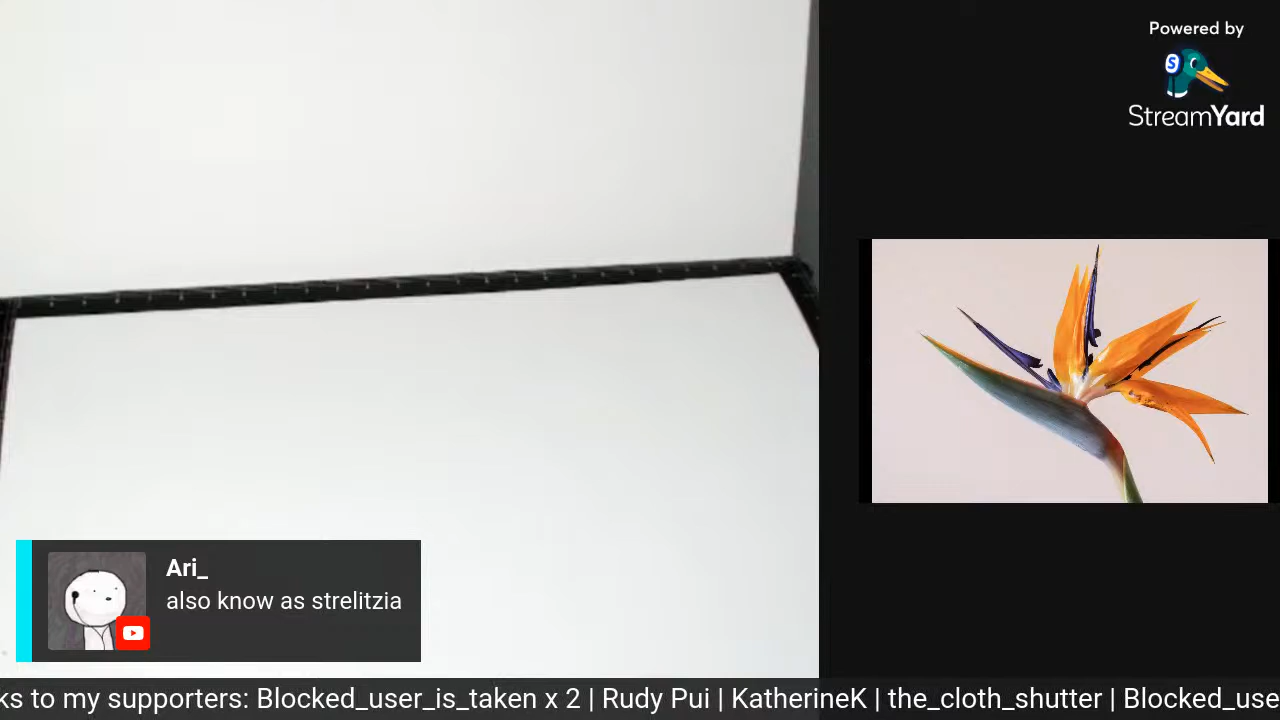 Powered by
S
StreamYard
Ari_
also know as strelitzia
ks to my supporters: Blocked_user_is_taken x 2 | Rudy Pui | KatherineK | the_cloth_shutter | Blocked_use